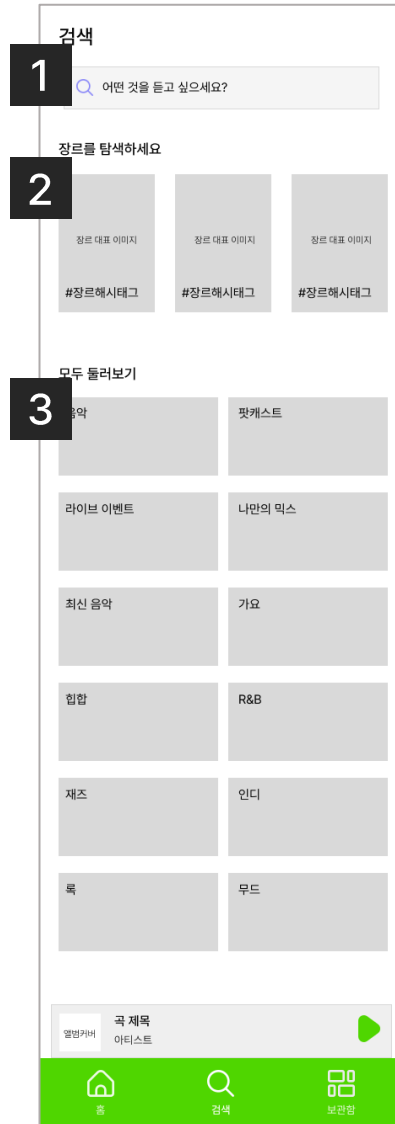 검색
1
어떤 것을 듣고 싶으세요?
장르를 탐색하세요
2
장르 대표 이미지
장르 대표 이미지
장르 대표 이미지
#장르해시태그
#장르해시태그
#장르해시태그
모두 둘러보기
3
음악
팟캐스트
라이브 이벤트
나만의 믹스
최신 음악
가요
힙합
R&B
재즈
인디
록
무드
앨범커버
곡 제목
아티스트
홈
검색
보관함